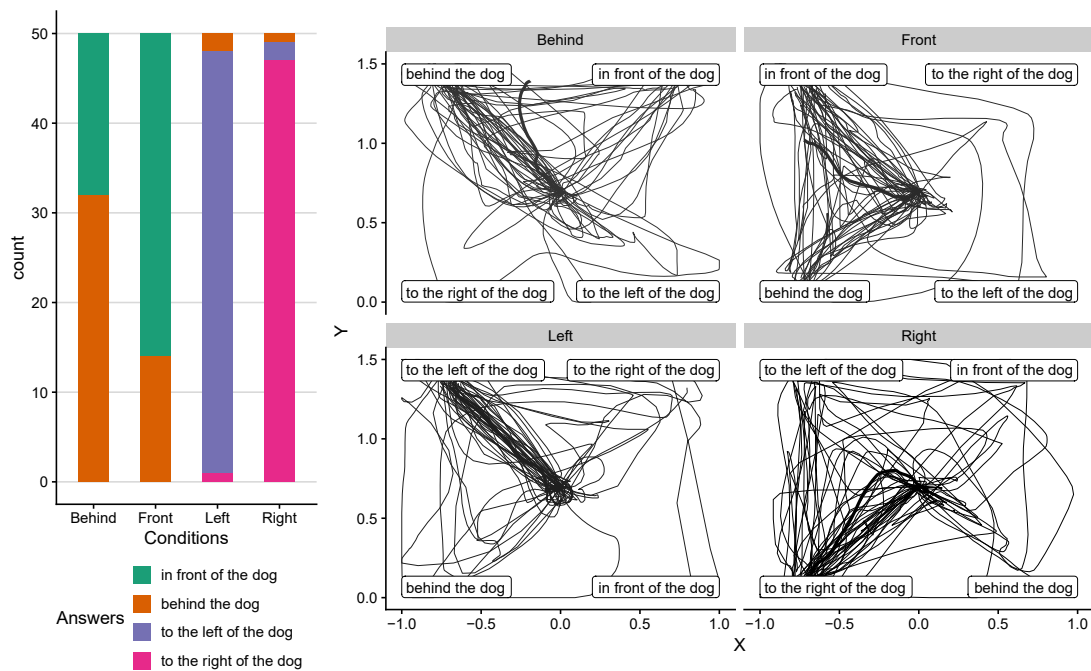 50
40
30
20
10
0
count
Behind
Front
Left
Right
Conditions
Answers
in front of the dog
behind the dog
to the left of the dog
to the right of the dog
Behind
Front
1.5
1.0
0.5
0.0
behind the dog
in front of the dog
to the right of the dog
to the left of the dog
in front of the dog
to the right of the dog
behind the dog
to the left of the dog
Y
Left
Right
1.5
1.0
0.5
0.0
to the left of the dog
to the right of the dog
behind the dog
in front of the dog
to the left of the dog
in front of the dog
to the right of the dog
behind the dog
−1.0
−0.5
0.0
0.5
1.0
−1.0
−0.5
0.0
0.5
1.0
X